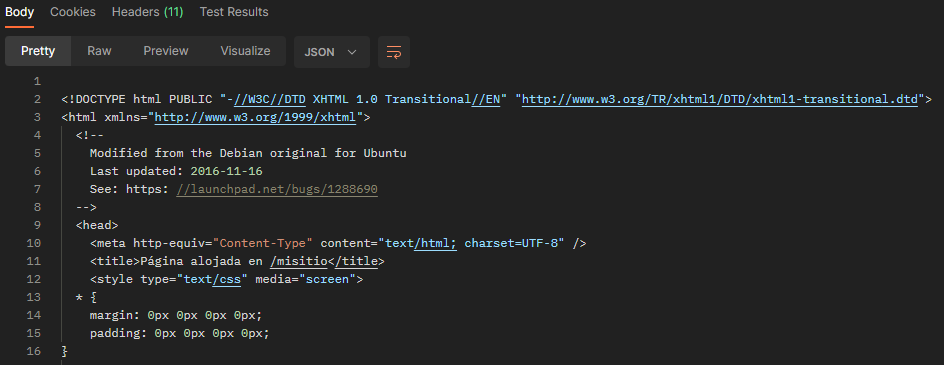 Body Cookies Headers (11) Test Results
Pretty Raw Preview Visualize JSON
1
2 <!DOCTYPE html PUBLIC "-//W3C//DTD XHTML 1.0 Transitional//EN" "http://www.w3.org/TR/xhtml1/DTD/xhtml1-transitional.dtd">
3 <html xmlns="http://www.w3.org/1999/xhtml">
4 <!--
5 Modified from the Debian original for Ubuntu
6 Last updated: 2016-11-16
7 See: https: //launchpad.net/bugs/1288690
8 -->
9 <head>
10 <meta http-equiv="Content-Type" content="text/html; charset=UTF-8" />
11 <title>Página alojada en /misitio</title>
12 <style type="text/css" media="screen">
13 * {
14 margin: 0px 0px 0px 0px;
15 padding: 0px 0px 0px 0px;
16 }